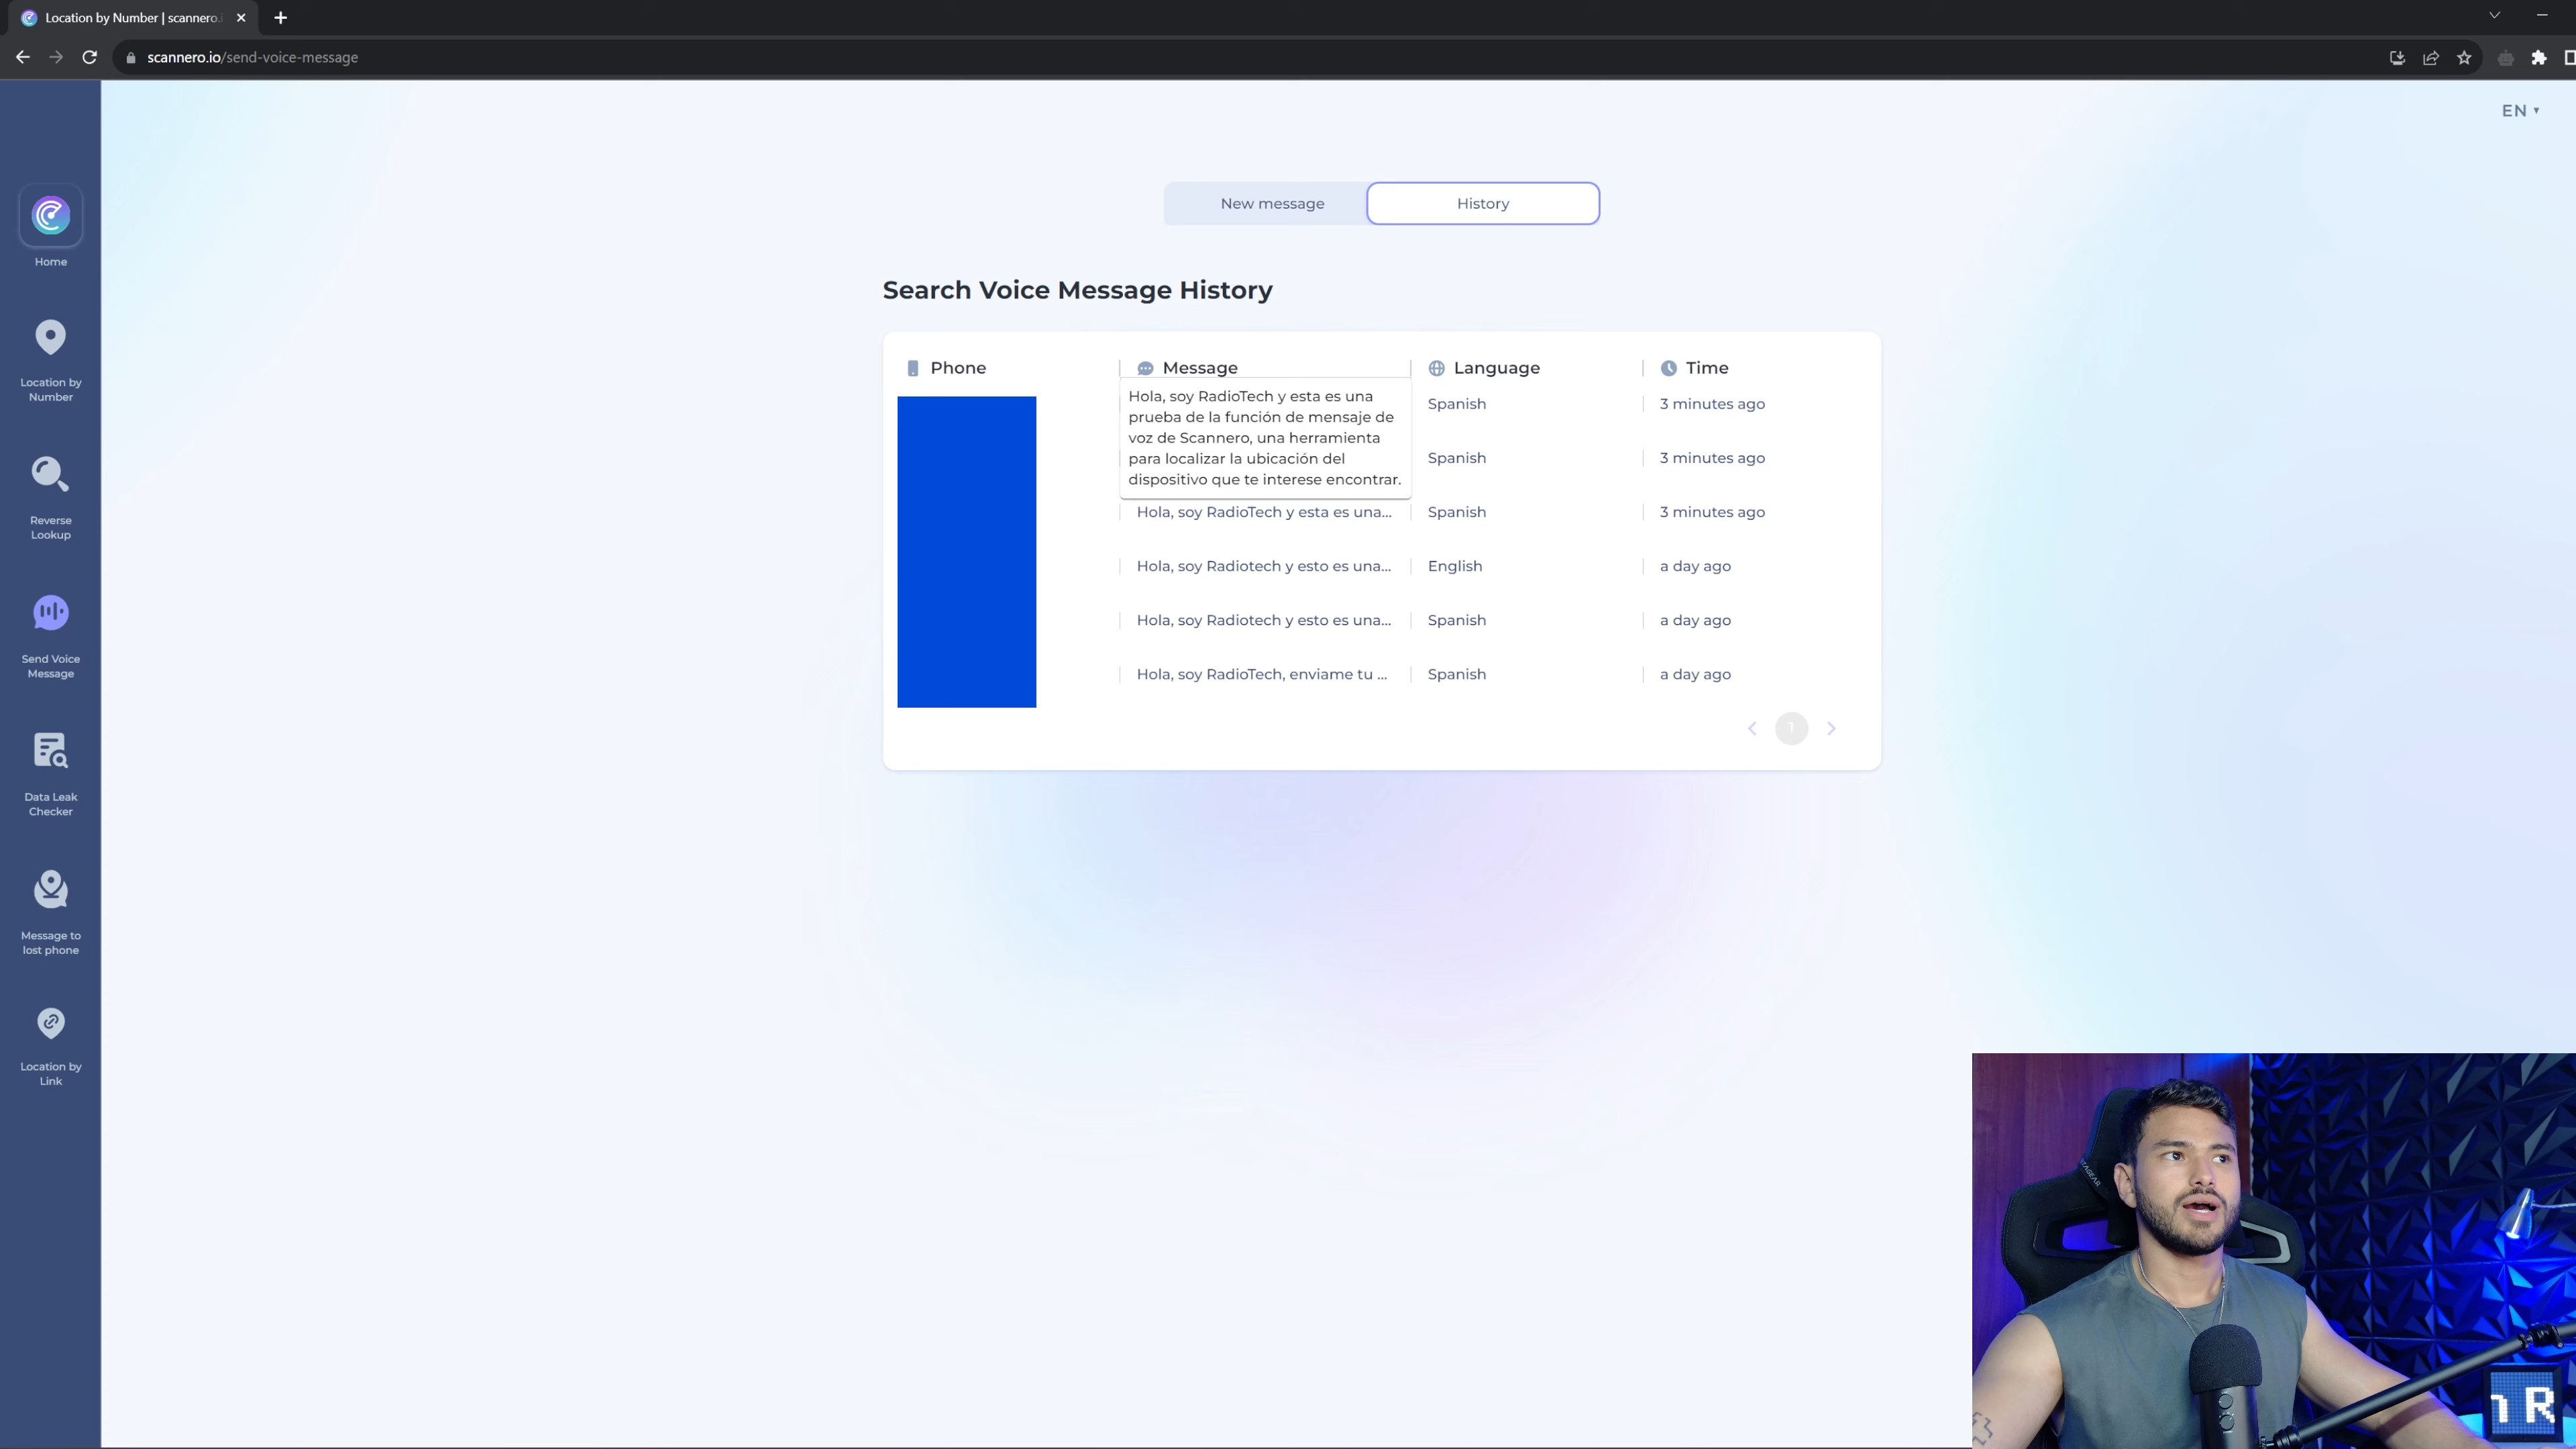 Location by Number | scannero.i
scannero.io/send-voice-message
EN
Home
Location by
Number
Reverse
Lookup
Send Voice
Message
Data Leak
Checker
Message to
lost phone
Location by
Link
New message History
Search Voice Message History
Phone Message Language Time
Hola, soy RadioTech y esta es una
prueba de la función de mensaje de
voz de Scannero, una herramienta
para localizar la ubicación del
dispositivo que te interese encontrar.
Spanish 3 minutes ago
Spanish 3 minutes ago
Hola, soy RadioTech y esta es una... Spanish 3 minutes ago
Hola, soy Radiotech y esto es una... English a day ago
Hola, soy Radiotech y esto es una... Spanish a day ago
Hola, soy RadioTech, enviame tu ... Spanish a day ago
1
R